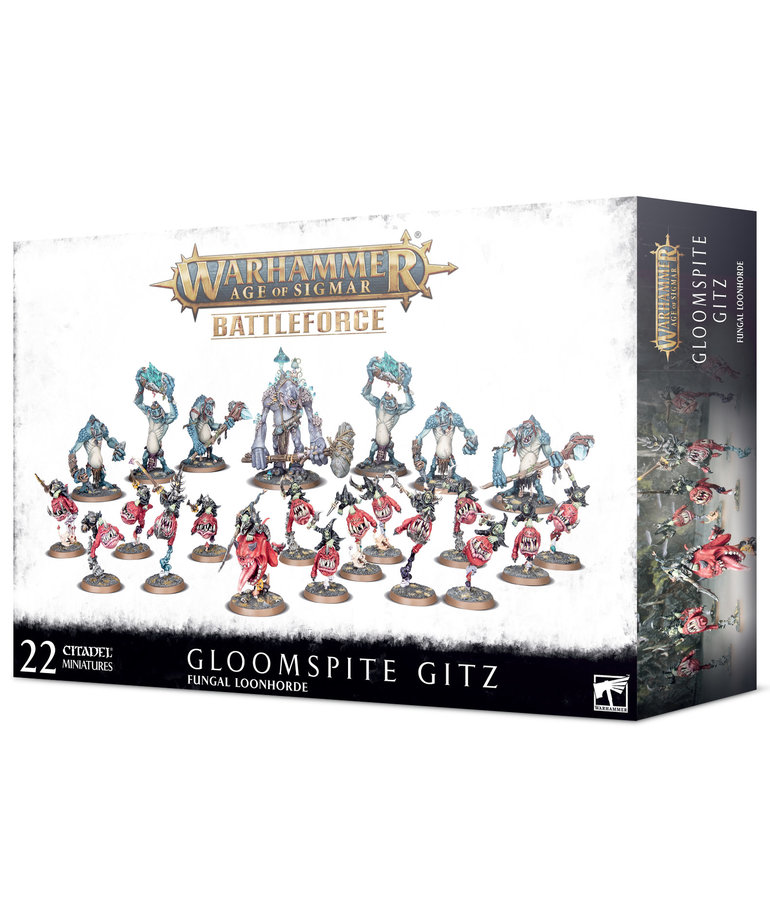 WARHAMMER
AGE OF SIGMAR
BATTLEFORCE
®
22 CITADEL
MINIATURES
GLOOMSPITE GITZ
FUNGAL LOONHORDE
WARHAMMER
WARHAMMER
AGE OF SIGMAR
GLOOMSPITE
GITZ
FUNGAL LOONHORDE